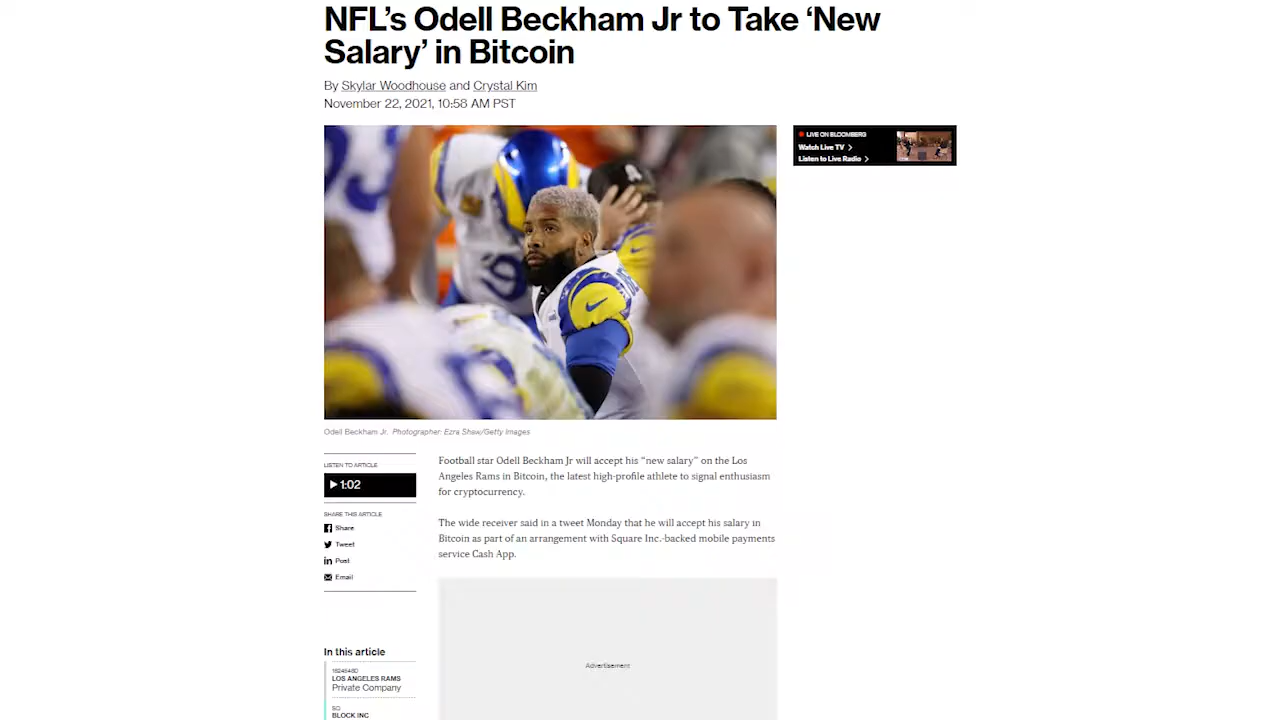 NFL's Odell Beckham Jr to Take 'New
Salary' in Bitcoin
By Skylar Woodhouse and Crystal Kim
November 22, 2021, 10:58 AM PST
LIVE ON BLOOMBERG
Watch Live TV
Listen to Live Radio
Odell Beckham Jr. Photographer: Ezra Shaw/Getty Images
LISTEN TO ARTICLE
1:02
SHARE THIS ARTICLE
Share
Tweet
Post
Email
Football star Odell Beckham Jr will accept his “new salary” on the Los
Angeles Rams in Bitcoin, the latest high-profile athlete to signal enthusiasm
for cryptocurrency.
The wide receiver said in a tweet Monday that he will accept his salary in
Bitcoin as part of an arrangement with Square Inc.-backed mobile payments
service Cash App.
Advertisement
In this article
LOS ANGELES RAMS
Private Company
SQ
BLOCK INC